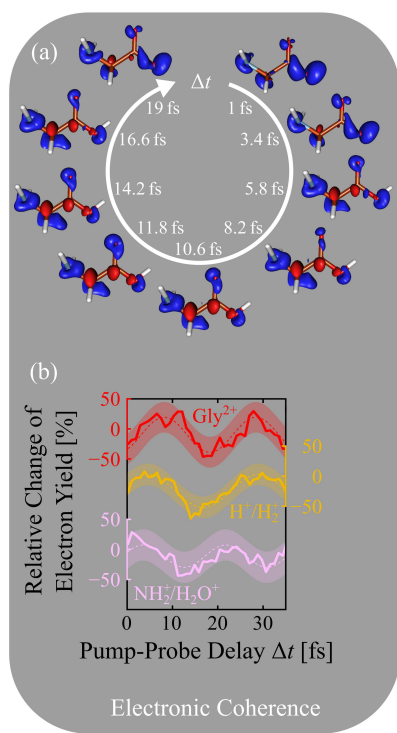 (a)
Δt
19 fs
1 fs
16.6 fs
3.4 fs
14.2 fs
5.8 fs
11.8 fs
8.2 fs
10.6 fs
(b)
Relative Change of
Electron Yield [%]
50
0
−50
Gly²⁺
50
0
−50
H⁺/H₂⁺
50
0
−50
NH₂⁺/H₂O⁺
0 10 20 30
Pump-Probe Delay Δt [fs]
Electronic Coherence